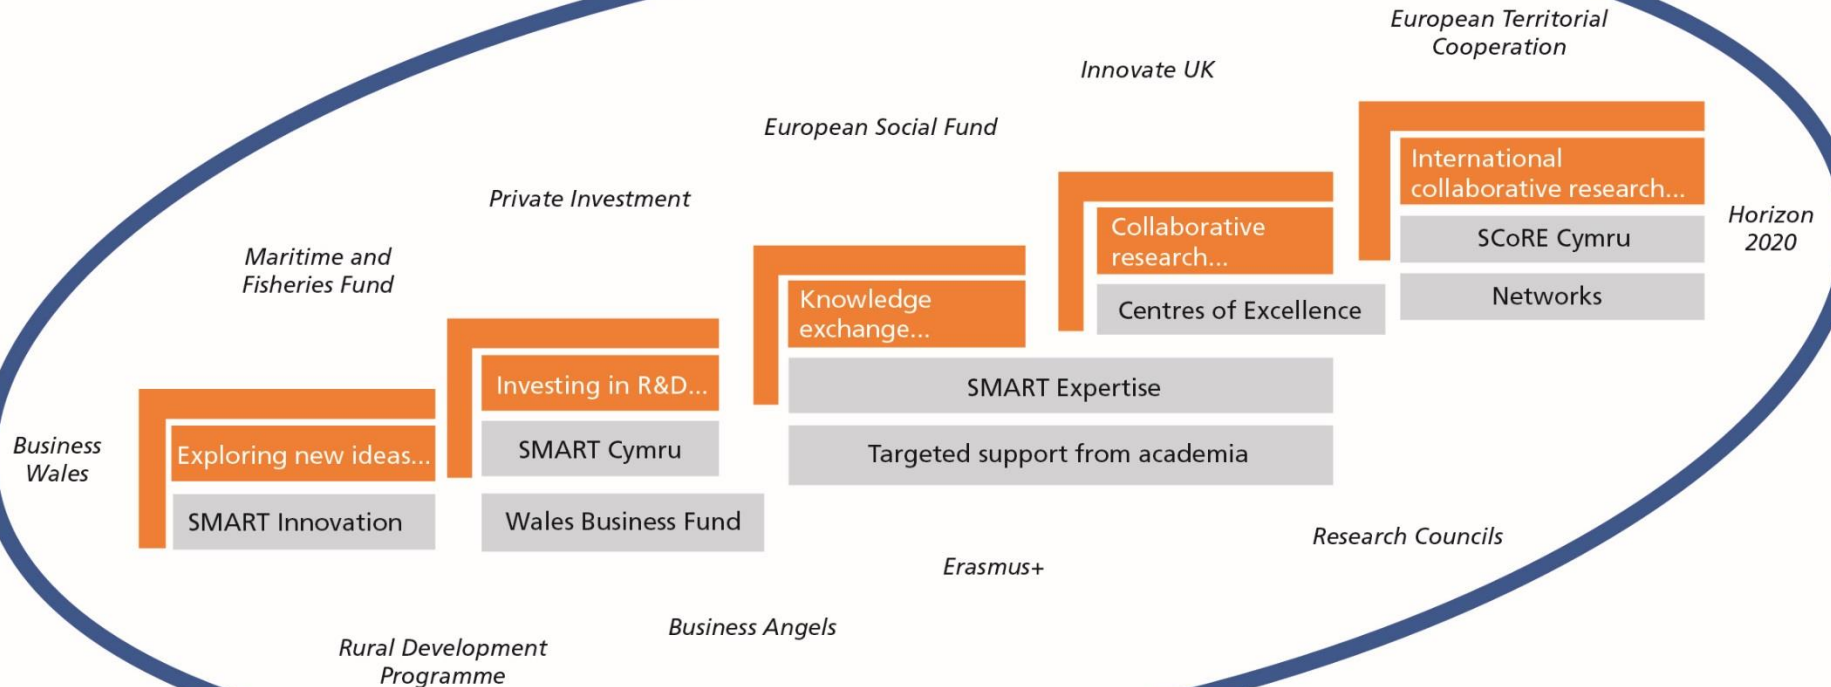 European Territorial
Cooperation
Innovate UK
European Social Fund
Private Investment
Maritime and
Fisheries Fund
Business
Wales
Exploring new ideas...
SMART Innovation
Investing in R&D...
SMART Cymru
Wales Business Fund
Knowledge
exchange...
SMART Expertise
Targeted support from academia
Collaborative
research...
Centres of Excellence
International
collaborative research...
SCoRE Cymru
Networks
Horizon
2020
Research Councils
Erasmus+
Business Angels
Rural Development
Programme